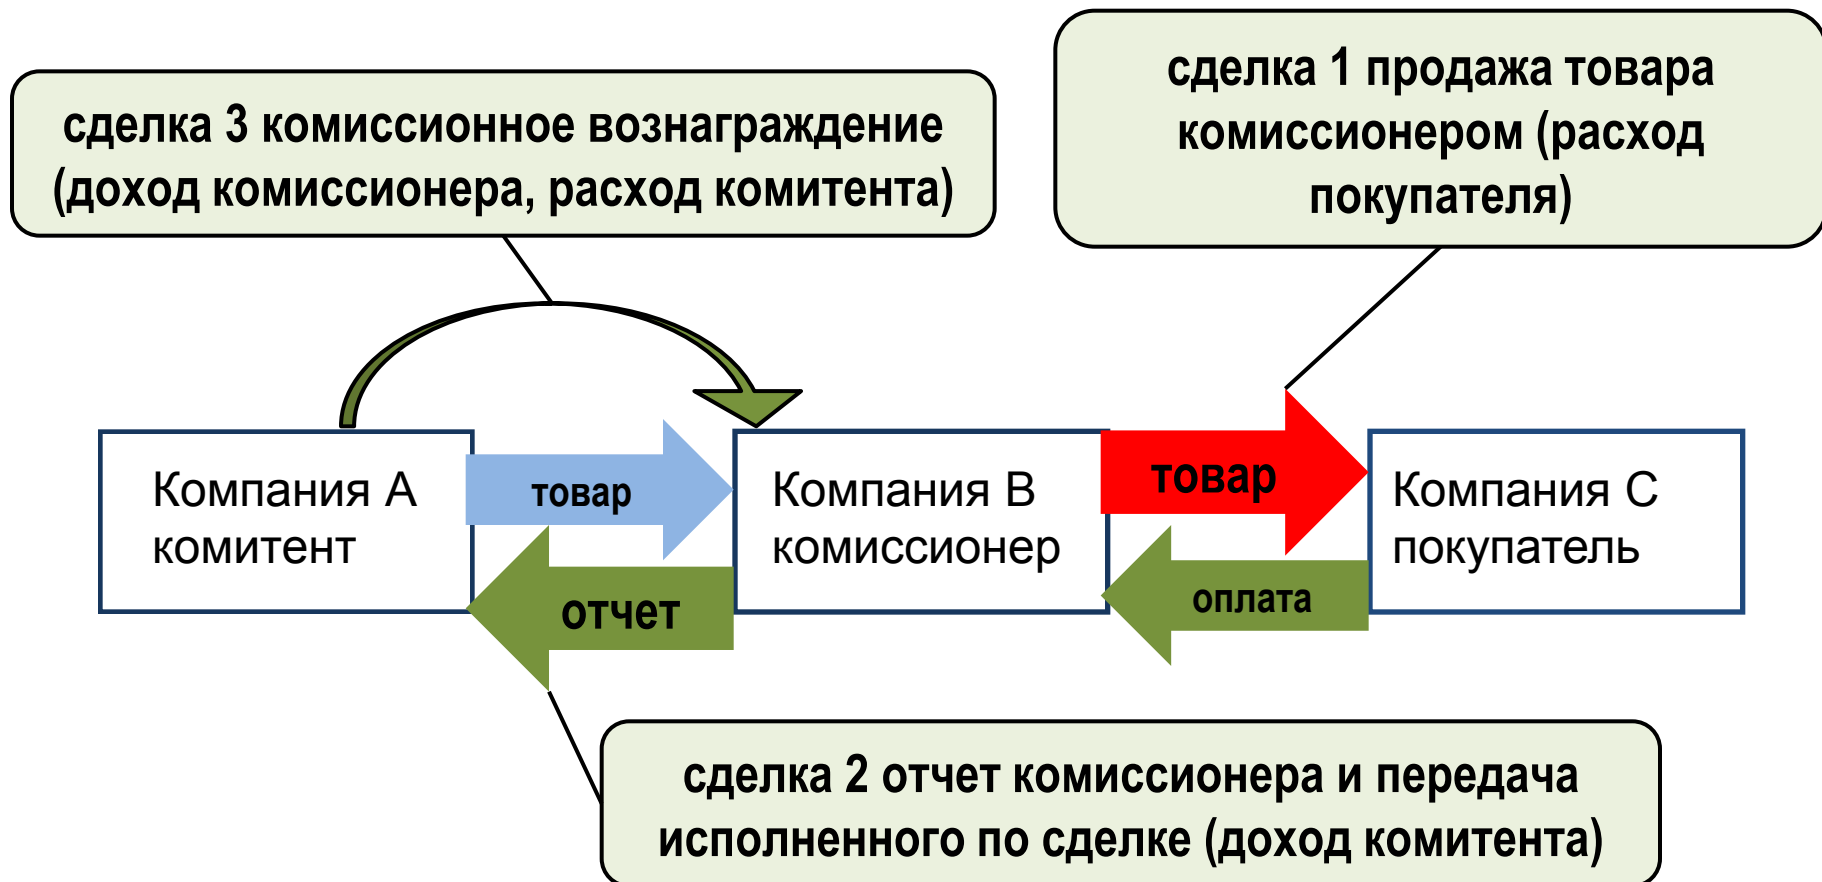 сделка 3 комиссионное вознаграждение
(доход комиссионера, расход комитента)
сделка 1 продажа товара
комиссионером (расход
покупателя)
Компания А
комитент
товар
отчет
Компания В
комиссионер
товар
оплата
Компания С
покупатель
сделка 2 отчет комиссионера и передача
исполненного по сделке (доход комитента)